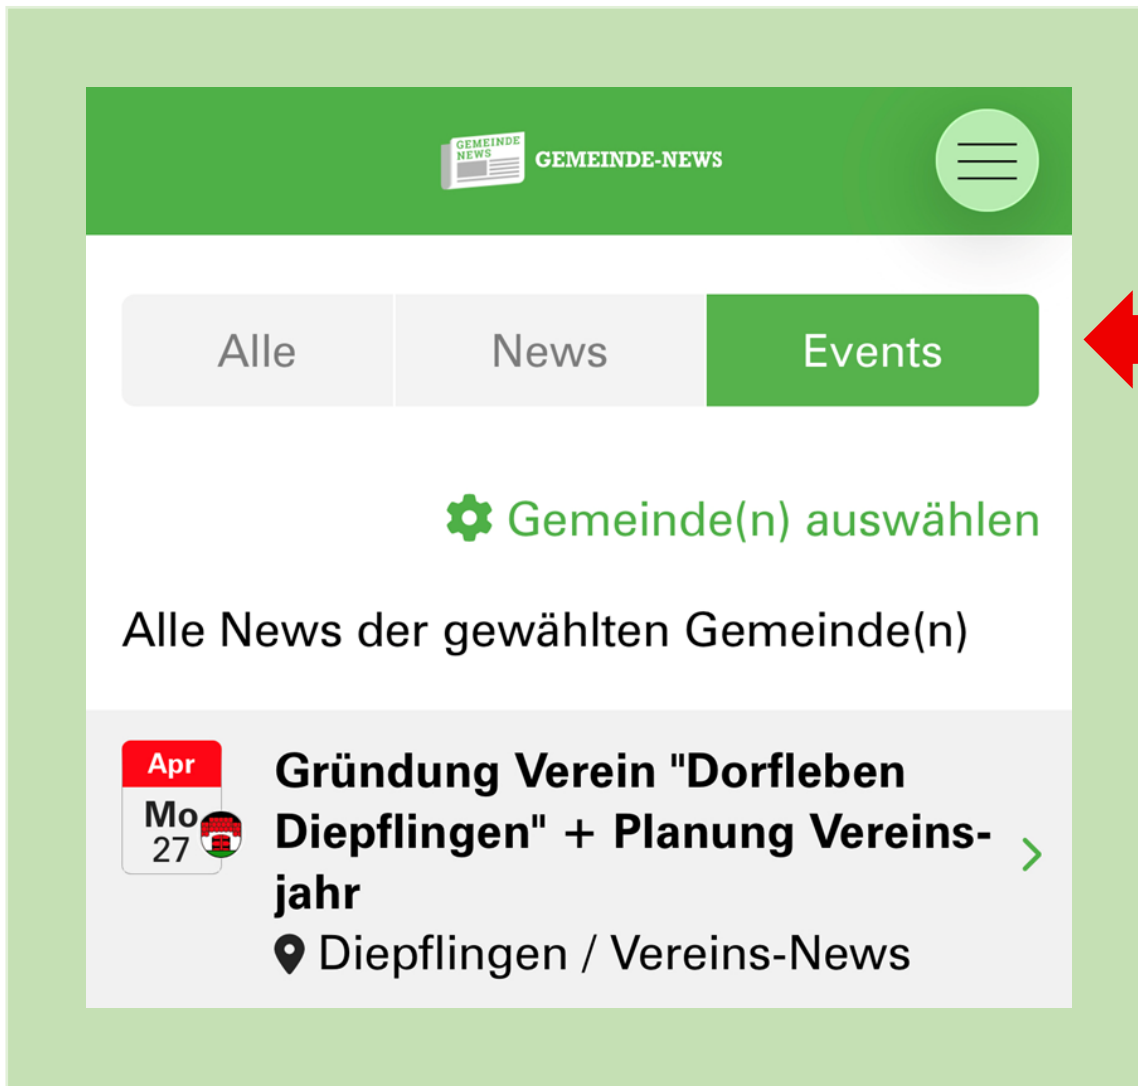 GEMEINDE
NEWS
GEMEINDE-NEWS
Alle News Events
Gemeinde(n) auswählen
Alle News der gewählten Gemeinde(n)
Apr
Mo
27
Gründung Verein "Dorfleben
Diepflingen" + Planung Vereins-
jahr
Diepflingen / Vereins-News